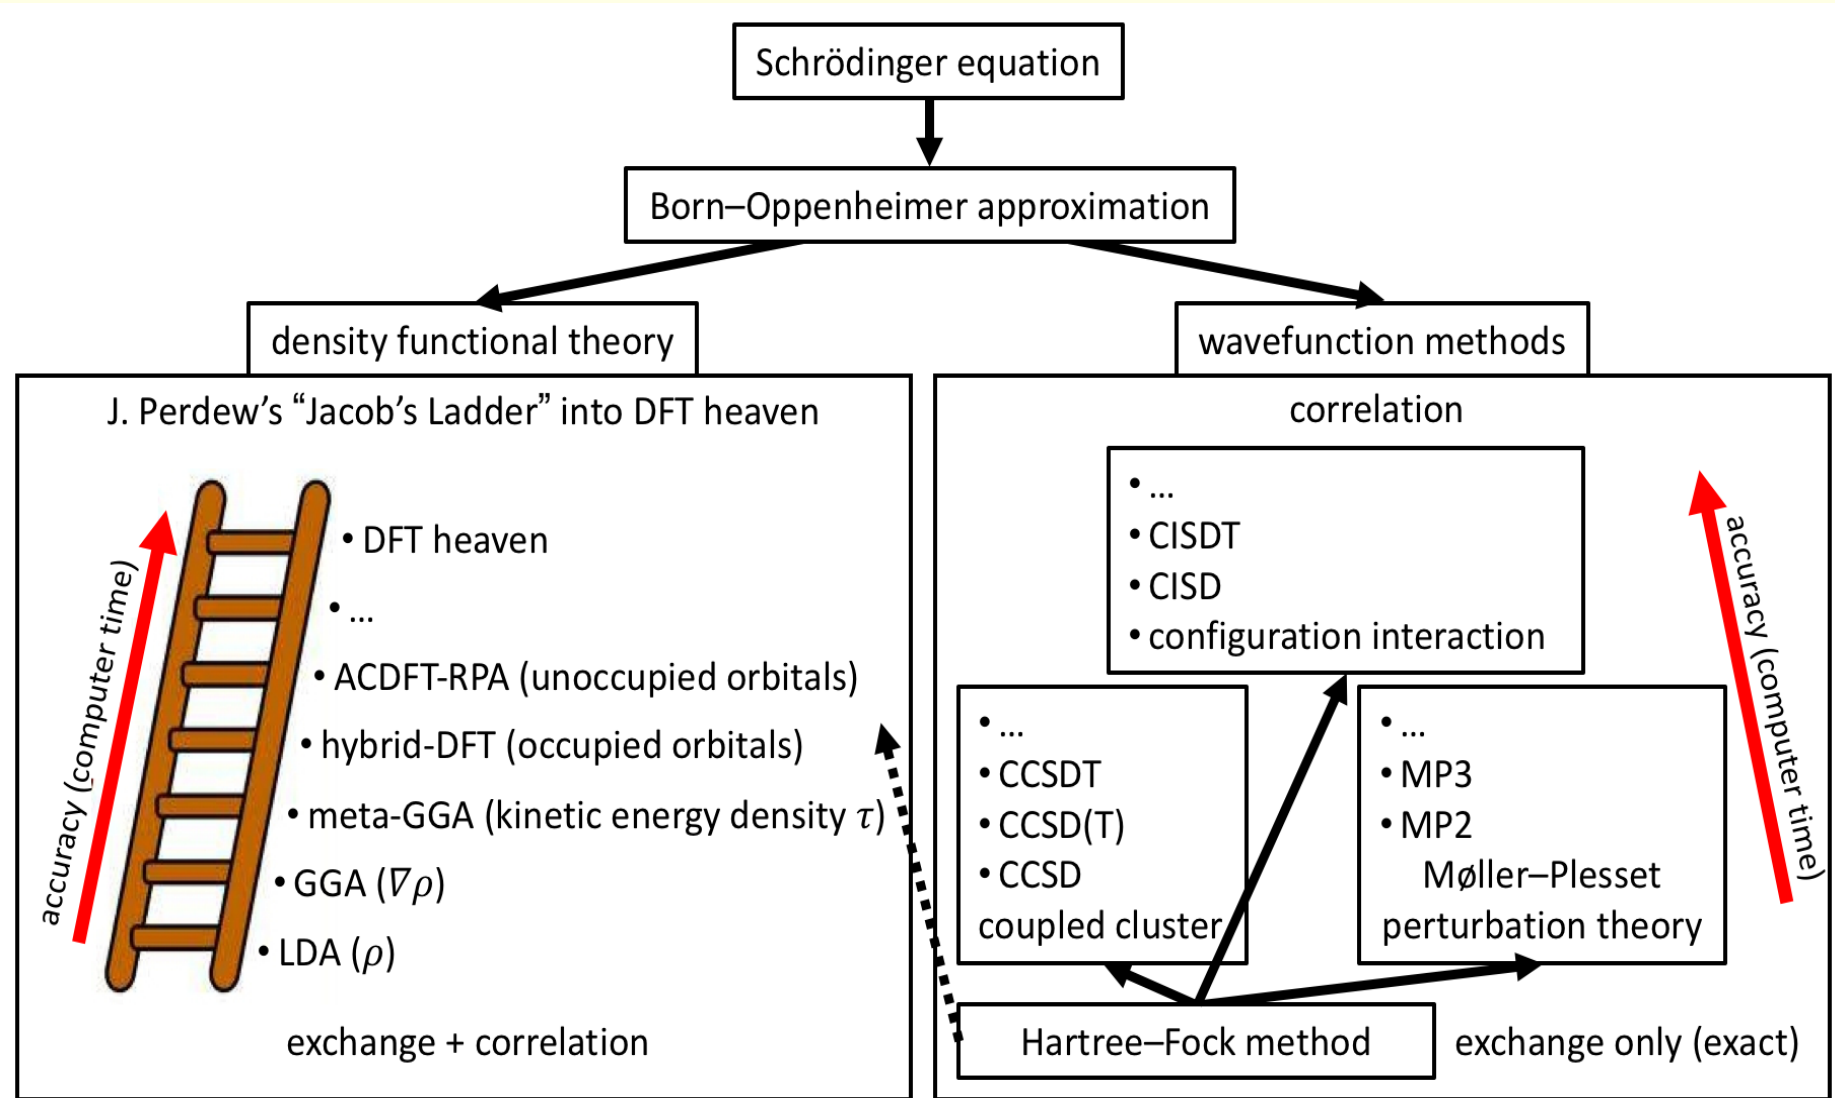 Schrödinger equation
Born–Oppenheimer approximation
density functional theory
J. Perdew’s “Jacob’s Ladder” into DFT heaven
accuracy (computer time)
• DFT heaven
• ...
• ACDFT-RPA (unoccupied orbitals)
• hybrid-DFT (occupied orbitals)
• meta-GGA (kinetic energy density τ)
• GGA (∇ρ)
• LDA (ρ)
exchange + correlation
wavefunction methods
correlation
• ...
• CISDT
• CISD
• configuration interaction
accuracy (computer time)
• ...
• CCSDT
• CCSD(T)
• CCSD
coupled cluster
• ...
• MP3
• MP2
Møller–Plesset
perturbation theory
Hartree–Fock method
exchange only (exact)